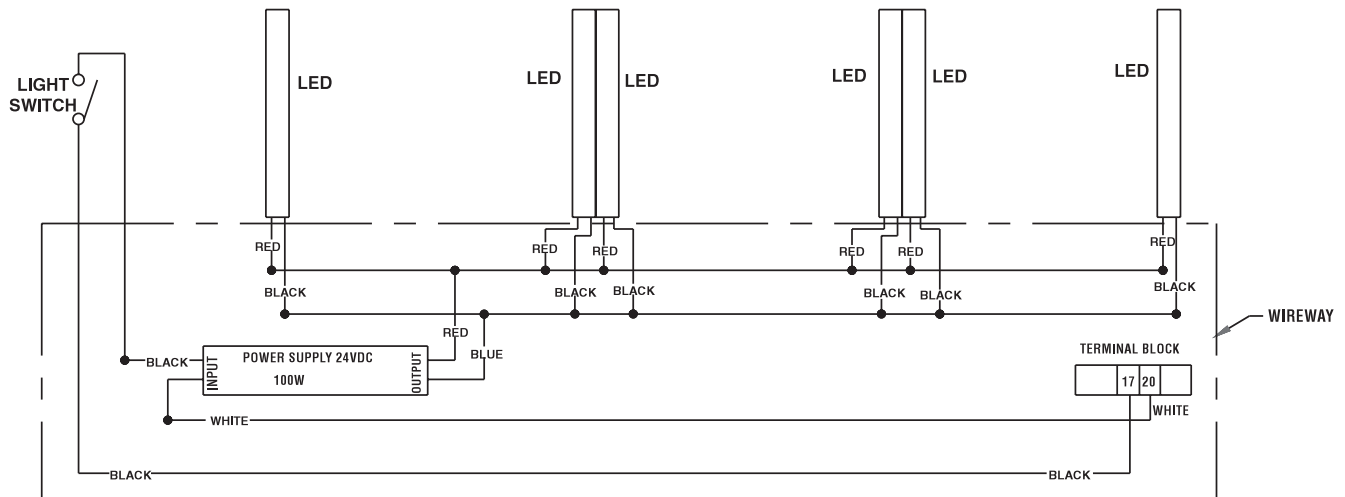 LIGHT
SWITCH
LED
LED
LED
LED
LED
LED
RED
RED
RED
RED
RED
RED
BLACK
BLACK
BLACK
BLACK
BLACK
BLACK
WIREWAY
RED
BLUE
BLACK
INPUT
POWER SUPPLY 24VDC
100W
OUTPUT
TERMINAL BLOCK
17 20
WHITE
WHITE
BLACK
BLACK